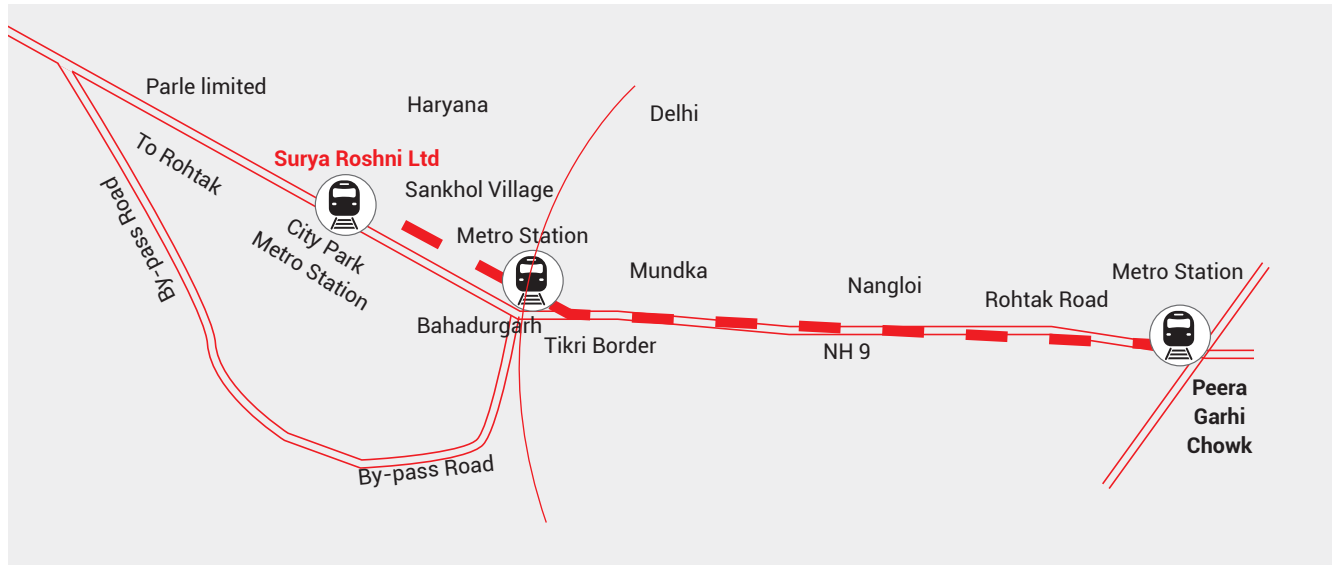 Parle limited
Haryana
Delhi
To Rohtak
Surya Roshni Ltd
Sankhol Village
By-pass Road
City Park
Metro Station
Metro Station
Mundka
Nangloi
Rohtak Road
Metro Station
Bahadurgarh
Tikri Border
NH 9
Peera
Garhi
Chowk
By-pass Road